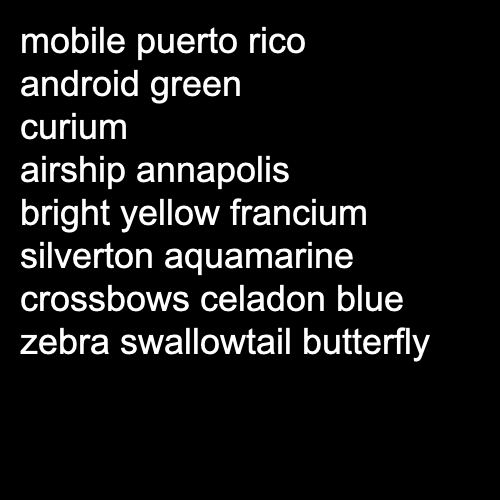 mobile puerto rico
android green
curium
airship annapolis
bright yellow francium
silverton aquamarine
crossbows celadon blue
zebra swallowtail butterfly